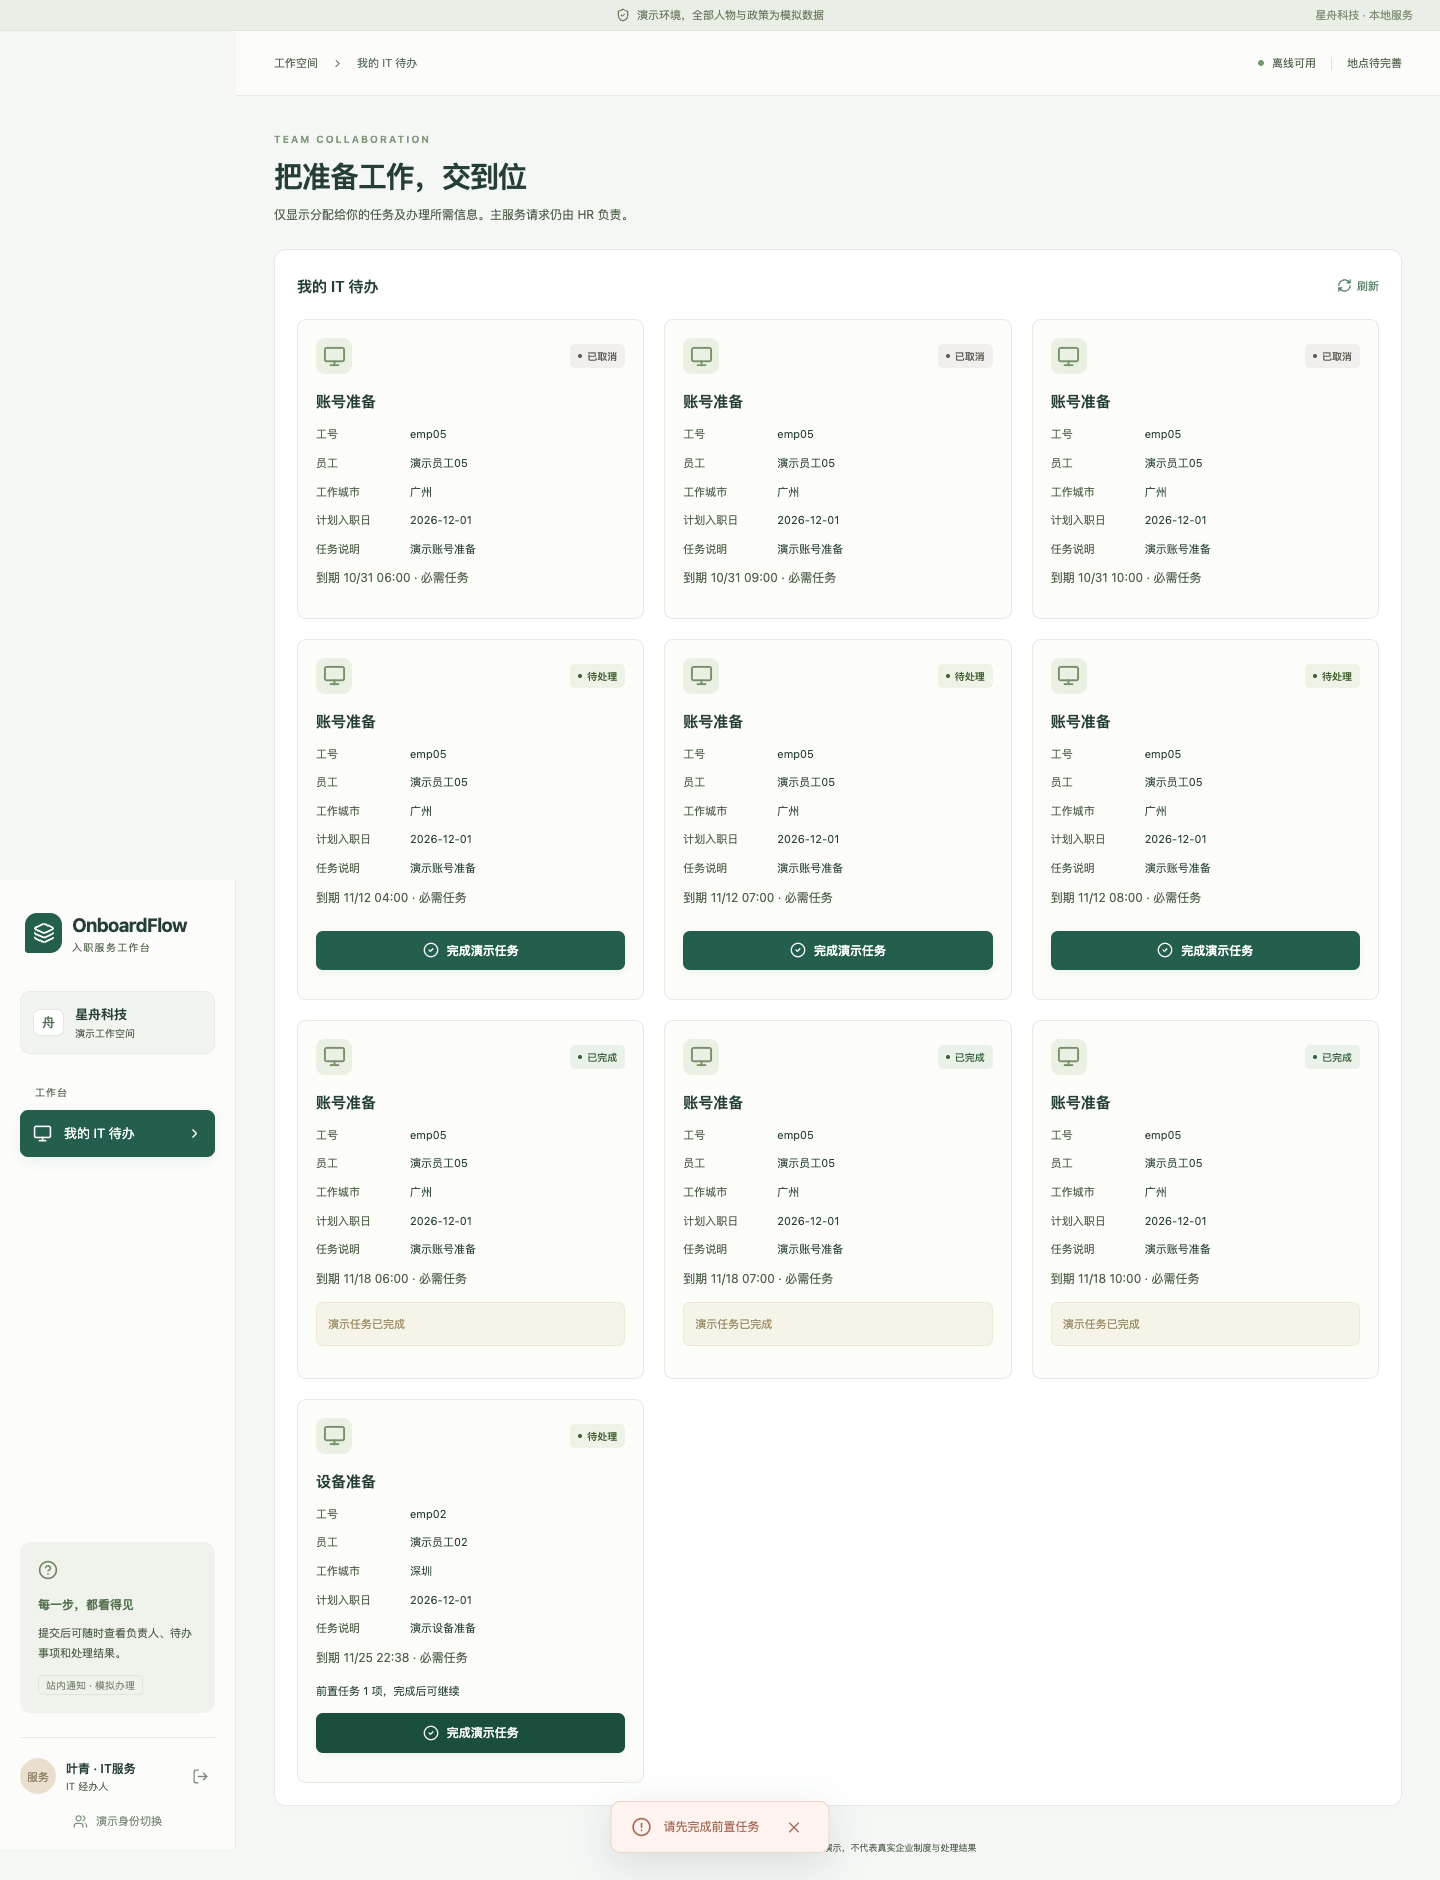 演示环境，全部人物与政策为模拟数据
星舟科技 · 本地服务
工作空间 > 我的 IT 待办
离线可用
地点待完善
TEAM COLLABORATION
把准备工作，交到位
仅显示分配给你的任务及办理所需信息。主服务请求仍由 HR 负责。
我的 IT 待办
刷新
已取消
账号准备
工号 emp05
员工 演示员工05
工作城市 广州
计划入职日 2026-12-01
任务说明 演示账号准备
到期 10/31 06:00 · 必需任务
已取消
账号准备
工号 emp05
员工 演示员工05
工作城市 广州
计划入职日 2026-12-01
任务说明 演示账号准备
到期 10/31 09:00 · 必需任务
已取消
账号准备
工号 emp05
员工 演示员工05
工作城市 广州
计划入职日 2026-12-01
任务说明 演示账号准备
到期 10/31 10:00 · 必需任务
待处理
账号准备
工号 emp05
员工 演示员工05
工作城市 广州
计划入职日 2026-12-01
任务说明 演示账号准备
到期 11/12 04:00 · 必需任务
完成演示任务
待处理
账号准备
工号 emp05
员工 演示员工05
工作城市 广州
计划入职日 2026-12-01
任务说明 演示账号准备
到期 11/12 07:00 · 必需任务
完成演示任务
待处理
账号准备
工号 emp05
员工 演示员工05
工作城市 广州
计划入职日 2026-12-01
任务说明 演示账号准备
到期 11/12 08:00 · 必需任务
完成演示任务
已完成
账号准备
工号 emp05
员工 演示员工05
工作城市 广州
计划入职日 2026-12-01
任务说明 演示账号准备
到期 11/18 06:00 · 必需任务
演示任务已完成
已完成
账号准备
工号 emp05
员工 演示员工05
工作城市 广州
计划入职日 2026-12-01
任务说明 演示账号准备
到期 11/18 07:00 · 必需任务
演示任务已完成
已完成
账号准备
工号 emp05
员工 演示员工05
工作城市 广州
计划入职日 2026-12-01
任务说明 演示账号准备
到期 11/18 10:00 · 必需任务
演示任务已完成
待处理
设备准备
工号 emp02
员工 演示员工02
工作城市 深圳
计划入职日 2026-12-01
任务说明 演示设备准备
到期 11/25 22:38 · 必需任务
前置任务 1 项，完成后可继续
完成演示任务
OnboardFlow
入职服务工作台
舟
星舟科技
演示工作空间
工作台
我的 IT 待办
每一步，都看得见
提交后可随时查看负责人、待办
事项和处理结果。
站内通知 · 模拟办理
服务
叶青 · IT服务
IT 经办人
演示身份切换
请先完成前置任务
演示，不代表真实企业制度与处理结果